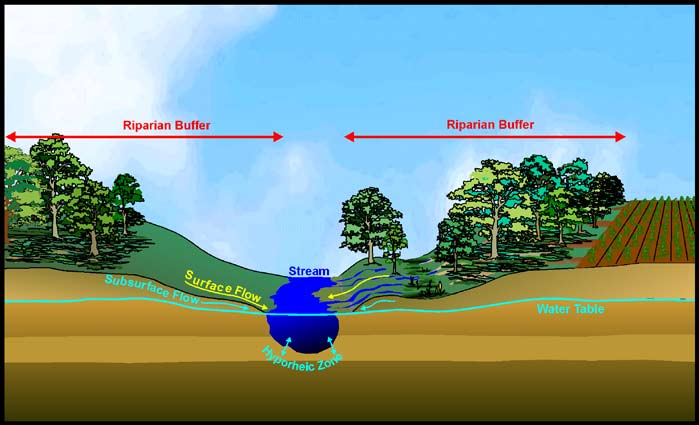 Riparian Buffer
Riparian Buffer
Stream
Surface Flow
Subsurface Flow
Water Table
Hyporheic Zone